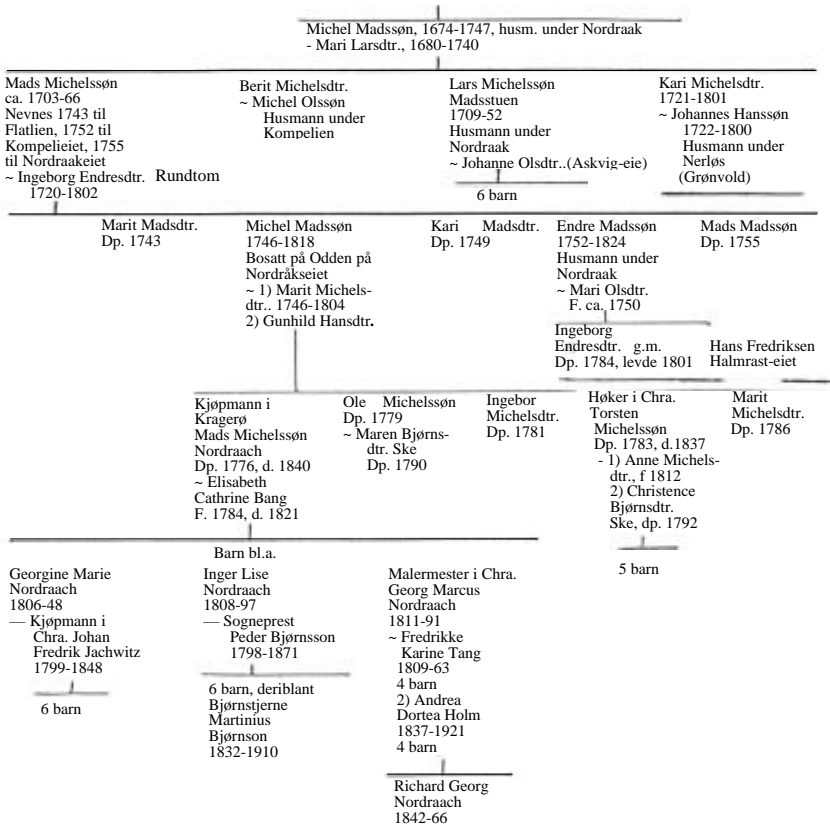 Michel Madssøn, 1674-1747, husm. under Nordraak
- Mari Larsdtr., 1680-1740
Mads Michelssøn
ca. 1703-66
Nevnes 1743 til
Flatlien, 1752 til
Kompelieiet, 1755
til Nordraakeiet
~ Ingeborg Endresdtr. Rundtom
1720-1802
Berit Michelsdtr.
~ Michel Olssøn
Husmann under
Kompelien
Lars Michelssøn
Madsstuen
1709-52
Husmann under
Nordraak
~ Johanne Olsdtr..(Askvig-eie)
6 barn
Kari Michelsdtr.
1721-1801
~ Johannes Hanssøn
1722-1800
Husmann under
Nerløs
(Grønvold)
Marit Madsdtr.
Dp. 1743
Michel Madssøn
1746-1818
Bosatt på Odden på
Nordråkseiet
~ 1) Marit Michels-
dtr.. 1746-1804
2) Gunhild Hansdtr.
Kari Madsdtr.
Dp. 1749
Endre Madssøn
1752-1824
Husmann under
Nordraak
~ Mari Olsdtr.
F. ca. 1750
Mads Madssøn
Dp. 1755
Ingeborg
Endresdtr. g.m.
Dp. 1784, levde 1801
Hans Fredriksen
Halmrast-eiet
Kjøpmann i
Kragerø
Mads Michelssøn
Nordraach
Dp. 1776, d. 1840
~ Elisabeth
Cathrine Bang
F. 1784, d. 1821
Ole Michelssøn
Dp. 1779
~ Maren Bjørns-
dtr. Ske
Dp. 1790
Ingebor
Michelsdtr.
Dp. 1781
Høker i Chra.
Torsten
Michelssøn
Dp. 1783, d.1837
- 1) Anne Michels-
dtr., f 1812
2) Christence
Bjørnsdtr.
Ske, dp. 1792
5 barn
Marit
Michelsdtr.
Dp. 1786
Barn bl.a.
Georgine Marie
Nordraach
1806-48
— Kjøpmann i
Chra. Johan
Fredrik Jachwitz
1799-1848
6 barn
Inger Lise
Nordraach
1808-97
— Sogneprest
Peder Bjørnsson
1798-1871
6 barn, deriblant
Bjørnstjerne
Martinius
Bjørnson
1832-1910
Malermester i Chra.
Georg Marcus
Nordraach
1811-91
~ Fredrikke
Karine Tang
1809-63
4 barn
2) Andrea
Dortea Holm
1837-1921
4 barn
Richard Georg
Nordraach
1842-66